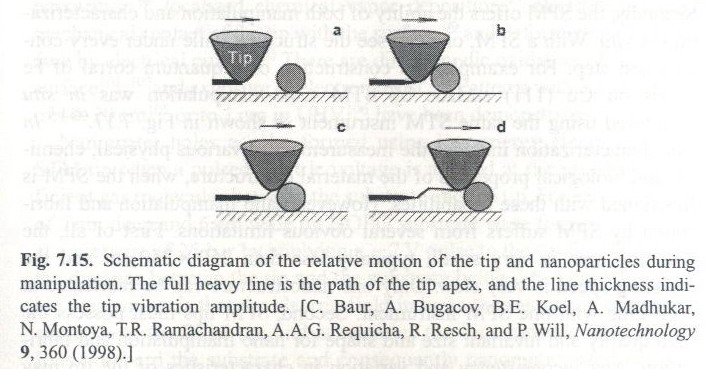 a
b
Tip
c
d
Fig. 7.15. Schematic diagram of the relative motion of the tip and nanoparticles during
manipulation. The full heavy line is the path of the tip apex, and the line thickness indi-
cates the tip vibration amplitude. [C. Baur, A. Bugacov, B.E. Koel, A. Madhukar,
N. Montoya, T.R. Ramachandran, A.A.G. Requicha, R. Resch, and P. Will, Nanotechnology
9, 360 (1998).]